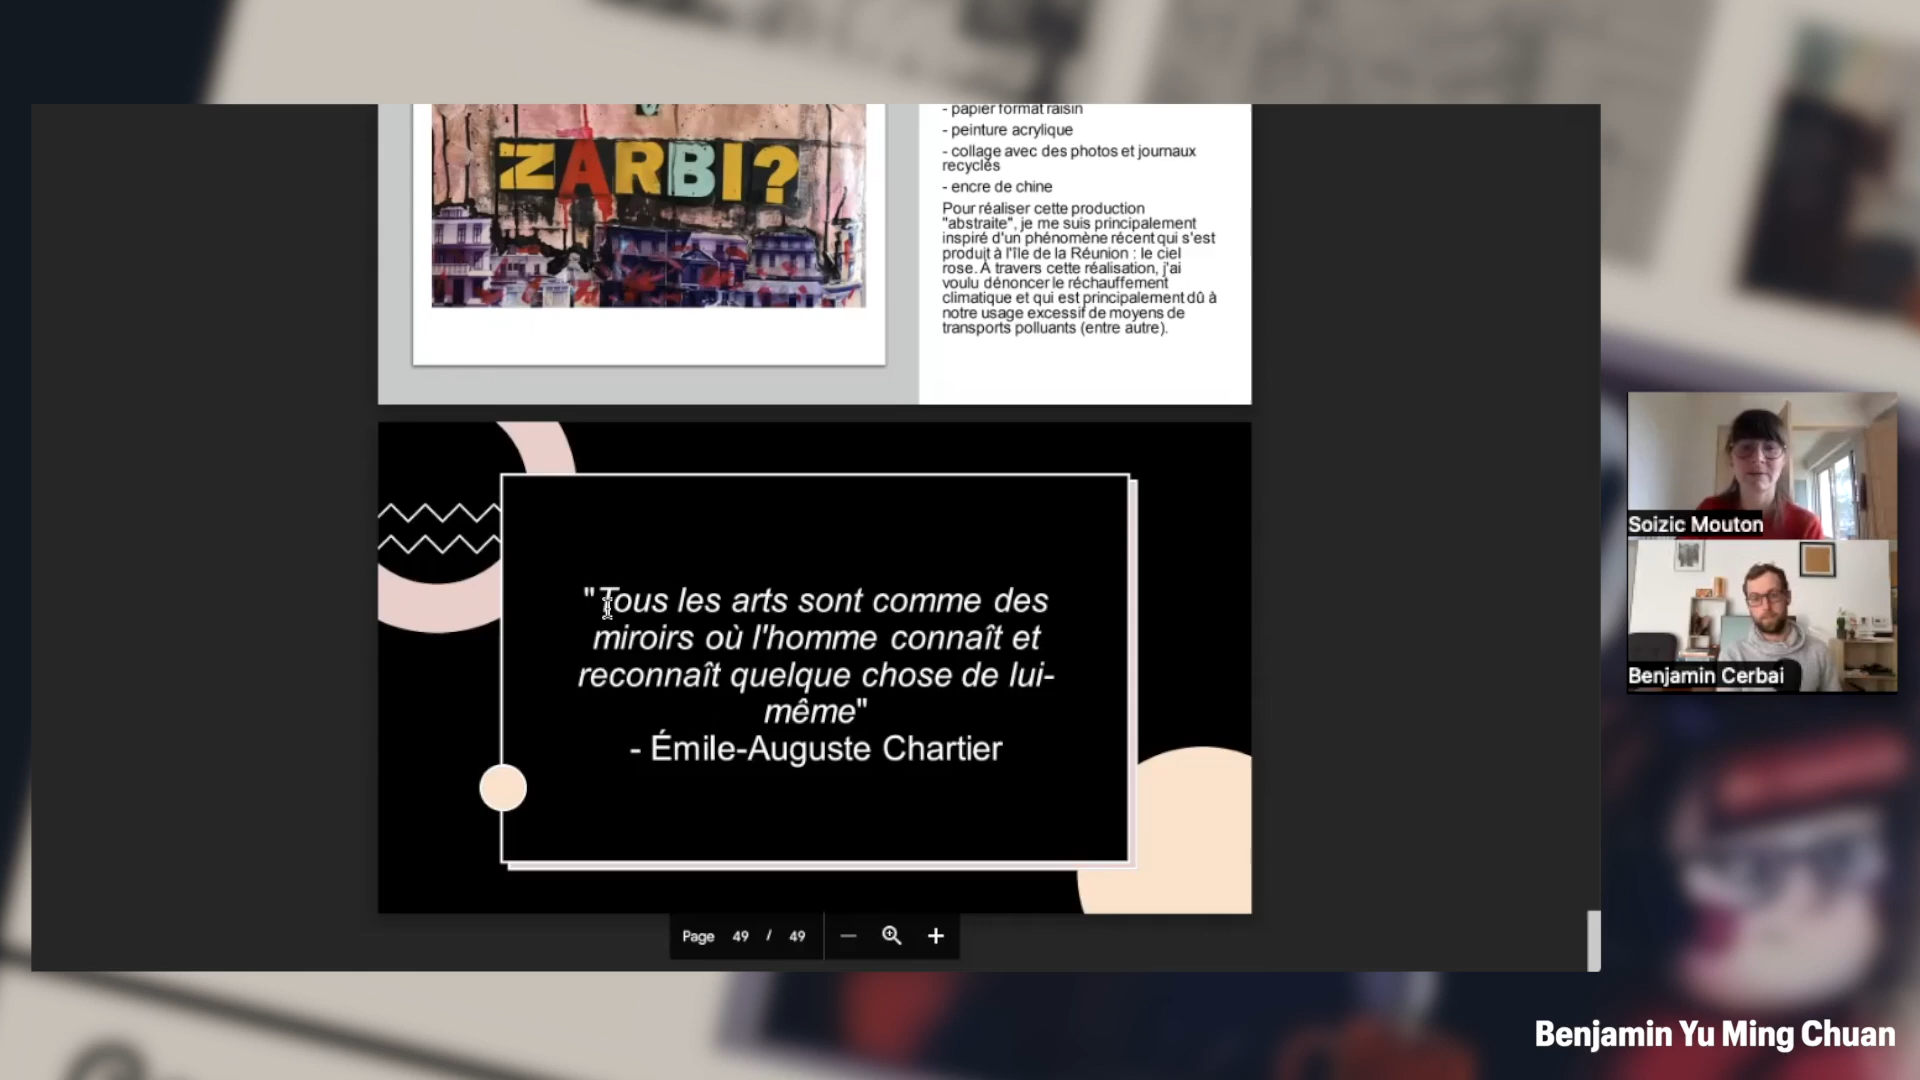 ZARBI?
- papier format raisin
- peinture acrylique
- collage avec des photos et journaux
recyclés
- encre de chine
Pour réaliser cette production
"abstraite", je me suis principalement
inspiré d'un phénomène récent qui s'est
produit à l'île de la Réunion : le ciel
rose. À travers cette réalisation, j'ai
voulu dénoncer le réchauffement
climatique et qui est principalement dû à
notre usage excessif de moyens de
transports polluants (entre autre).
"Tous les arts sont comme des
miroirs où l'homme connaît et
reconnaît quelque chose de lui-
même"
- Émile-Auguste Chartier
Page 49 / 49
Soizic Mouton
Benjamin Cerbai
Benjamin Yu Ming Chuan